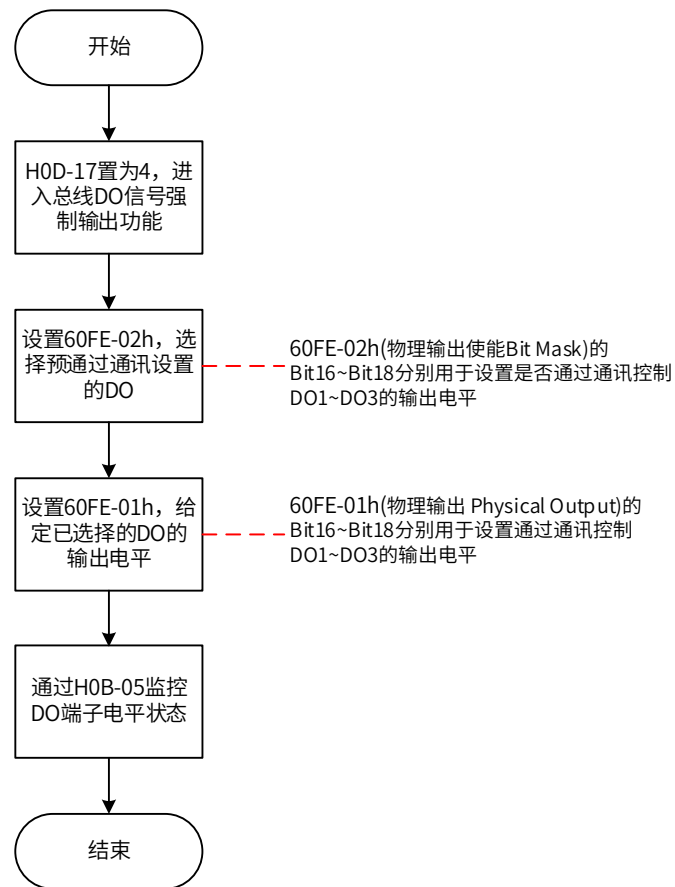 开始
H0D-17置为4，进
入总线DO信号强
制输出功能
设置60FE-02h，选
择预通过通讯设置
的DO
60FE-02h(物理输出使能Bit Mask)的
Bit16~Bit18分别用于设置是否通过通讯控制
DO1~DO3的输出电平
设置60FE-01h，给
定已选择的DO的
输出电平
60FE-01h(物理输出 Physical Output)的
Bit16~Bit18分别用于设置通过通讯控制
DO1~DO3的输出电平
通过H0B-05监控
DO端子电平状态
结束